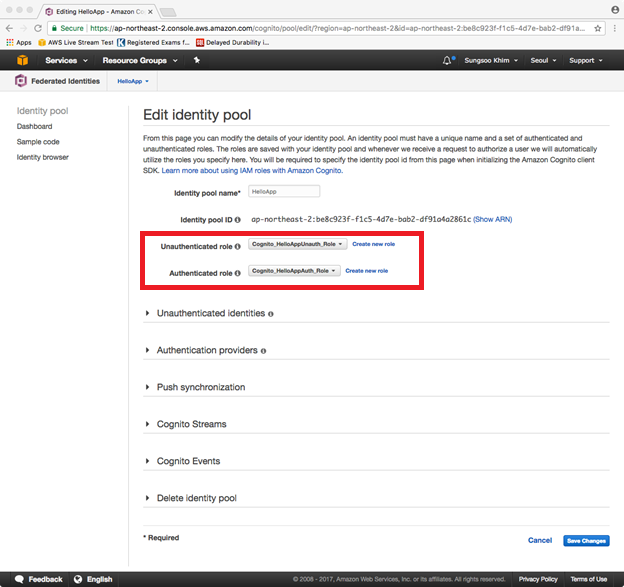 Editing HelloApp - Amazon C
Secure https://ap-northeast-2.console.aws.amazon.com/cognito/pool/edit/?region=ap-northeast-2&id=ap-northeast-2:be8c923f-f1c5-4d7e-bab2-df91a...
Apps AWS Live Stream Test Registered Exams f... Delayed Durability i...
Services Resource Groups Sungsoo Khim Seoul Support
Federated Identities HelloApp
Identity pool
Dashboard
Sample code
Identity browser
Edit identity pool
From this page you can modify the details of your identity pool. An identity pool must have a unique name and a set of authenticated and
unauthenticated roles. The roles are saved with your identity pool and whenever we receive a request to authorize a user we will automatically
utilize the roles you specify here. You will be required to specify the identity pool id from this page when initializing the Amazon Cognito client
SDK. Learn more about using IAM roles with Amazon Cognito.
Identity pool name* HelloApp
Identity pool ID ap-northeast-2:be8c923f-f1c5-4d7e-bab2-df91a4a2861c (Show ARN)
Unauthenticated role Cognito_HelloAppUnauth_Role Create new role
Authenticated role Cognito_HelloAppAuth_Role Create new role
Unauthenticated identities
Authentication providers
Push synchronization
Cognito Streams
Cognito Events
Delete identity pool
* Required
Cancel Save Changes
Feedback English © 2008 - 2017, Amazon Web Services, Inc. or its affiliates. All rights reserved. Privacy Policy Terms of Use